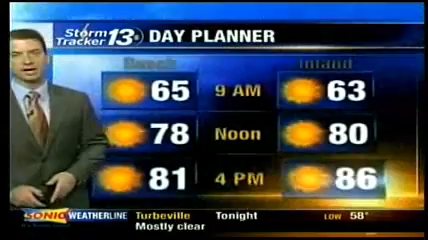 Storm
Tracker 13 DAY PLANNER
Beach Inland
65 9 AM 63
78 Noon 80
81 4 PM 86
SONIC WEATHERLINE Turbeville Tonight LOW 58°
Mostly clear